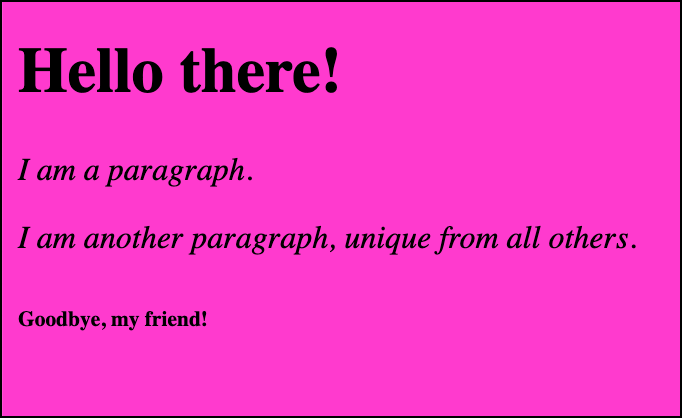 Hello there!
I am a paragraph.
I am another paragraph, unique from all others.
Goodbye, my friend!